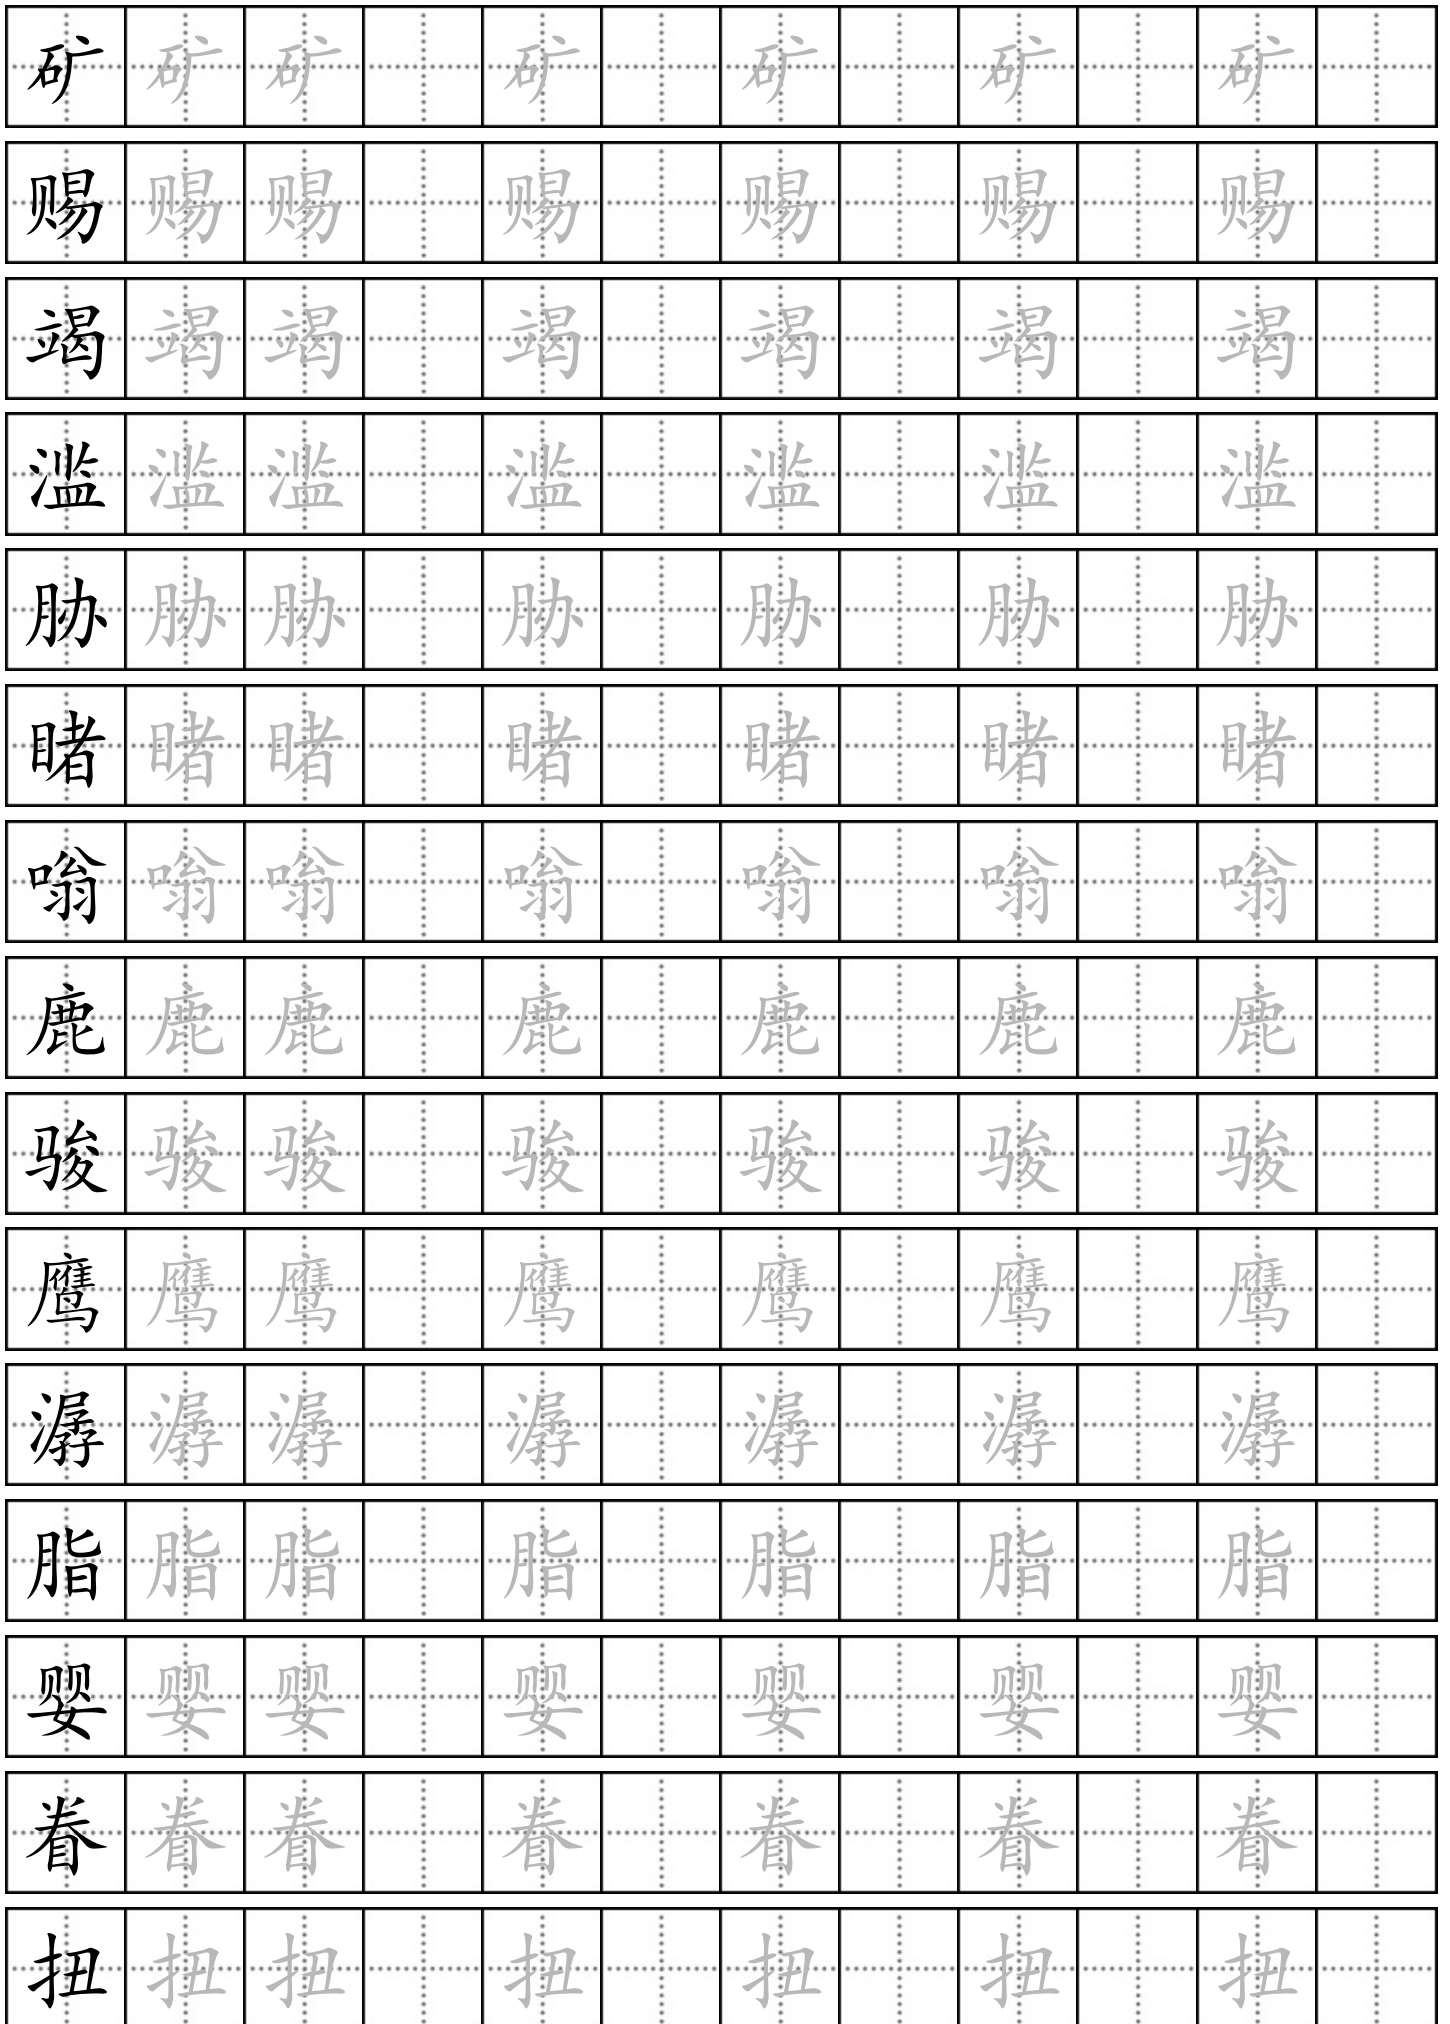 矿 矿 矿 矿 矿 矿 矿
赐 赐 赐 赐 赐 赐 赐
竭 竭 竭 竭 竭 竭 竭
滥 滥 滥 滥 滥 滥 滥
胁 胁 胁 胁 胁 胁 胁
睹 睹 睹 睹 睹 睹 睹
嗡 嗡 嗡 嗡 嗡 嗡 嗡
鹿 鹿 鹿 鹿 鹿 鹿 鹿
骏 骏 骏 骏 骏 骏 骏
鹰 鹰 鹰 鹰 鹰 鹰 鹰
潺 潺 潺 潺 潺 潺 潺
脂 脂 脂 脂 脂 脂 脂
婴 婴 婴 婴 婴 婴 婴
眷 眷 眷 眷 眷 眷 眷
扭 扭 扭 扭 扭 扭 扭